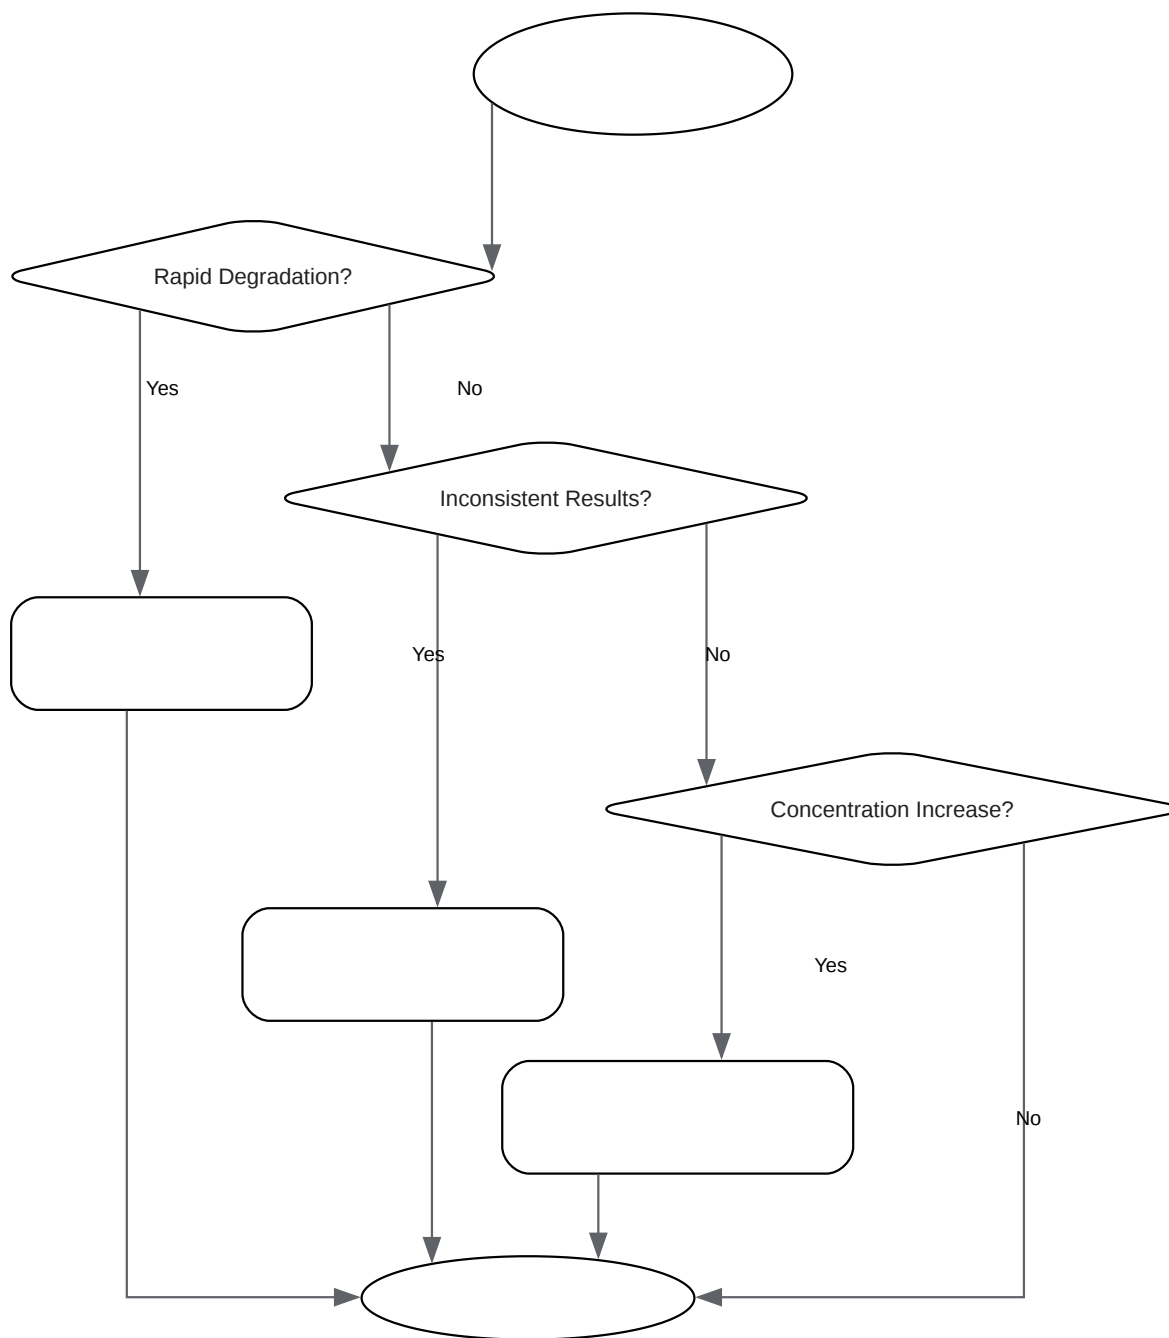 Rapid Degradation?
Yes
No
Inconsistent Results?
Yes
No
Concentration Increase?
Yes
No